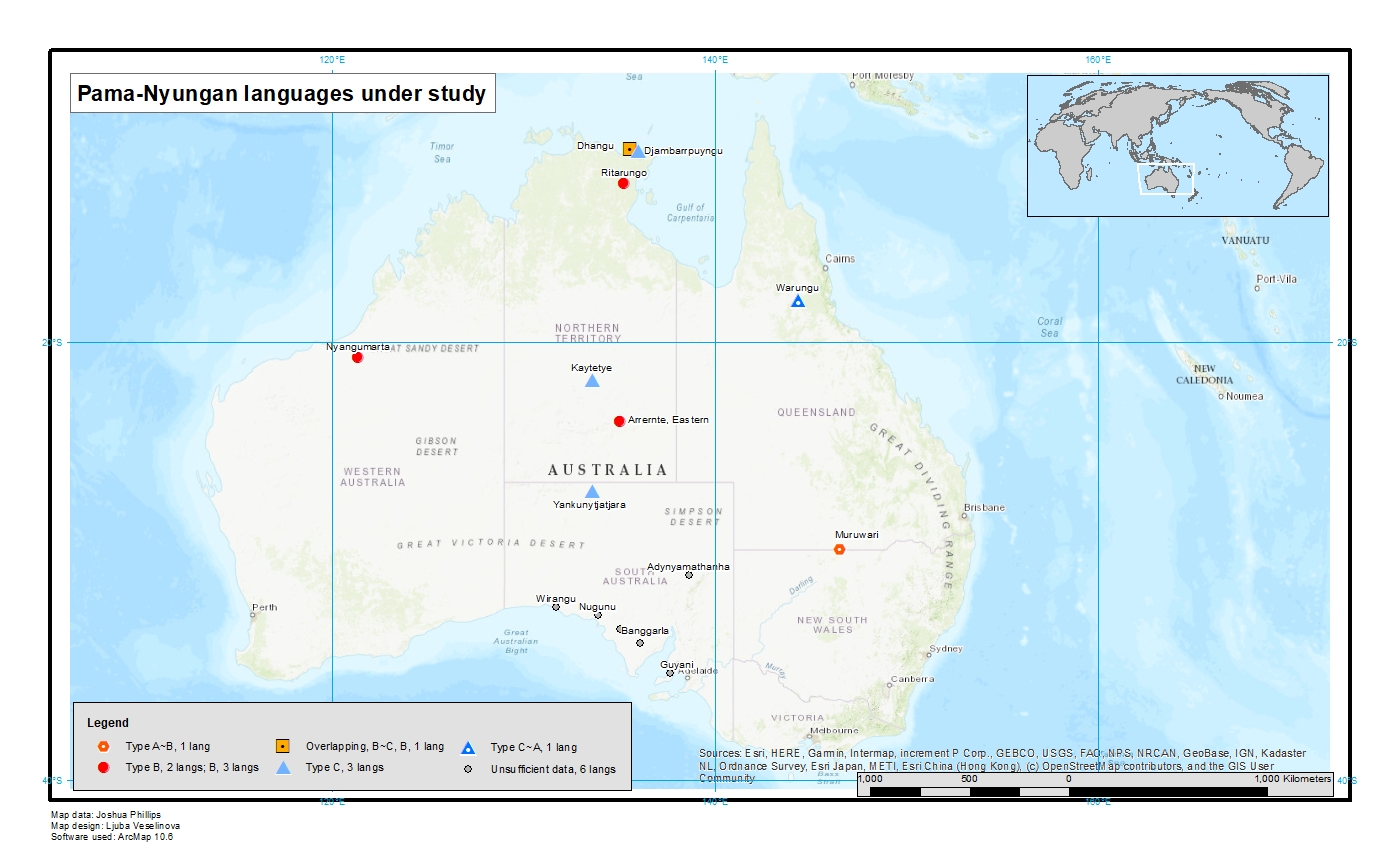 120°E
140°E
160°E
Pama-Nyungan languages under study
Sea
Port Moresby
Timor
Sea
Dhangu
Djambarrpuyngu
Ritarungo
Gulf of
Carpentaria
VANUATU
Cairns
Port-Vila
Warungu
Coral
Sea
NORTHERN
TERRITORY
20°S
Nyangumarta
AT SANDY DESERT
20°S
Kaytetye
NEW
CALEDONIA
Noumea
QUEENSLAND
Arrernte, Eastern
GREAT DIVIDING RANGE
GIBSON
DESERT
AUSTRALIA
WESTERN
AUSTRALIA
Yankunytjatjara
SIMPSON
DESERT
Brisbane
GREAT VICTORIA DESERT
Muruwari
Adynyamathanha
SOUTH
AUSTRALIA
Darling
Wirangu
Nugunu
Perth
Banggarla
Great
Australian
Bight
NEW SOUTH
WALES
Sydney
Guyani
Adelaide
Murray
Canberra
VICTORIA
Melbourne
Legend
Type A~B, 1 lang
Overlapping, B~C, B, 1 lang
Type C~A, 1 lang
Type B, 2 langs; B, 3 langs
Type C, 3 langs
Unsufficient data, 6 langs
Sources: Esri, HERE, Garmin, Intermap, increment P Corp., GEBCO, USGS, FAO, NPS, NRCAN, GeoBase, IGN, Kadaster
NL, Ordnance Survey, Esri Japan, METI, Esri China (Hong Kong), (c) OpenStreetMap contributors, and the GIS User
Community
Bass
Strait
40°S
1,000 500 0 1,000 Kilometers
40°S
120°E
140°E
160°E
Map data: Joshua Phillips
Map design: Ljuba Veselinova
Software used: ArcMap 10.6